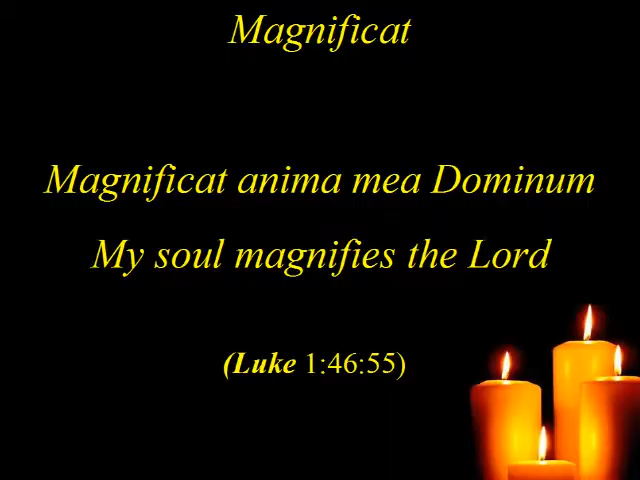 Magnificat
Magnificat anima mea Dominum
My soul magnifies the Lord
(Luke 1:46:55)